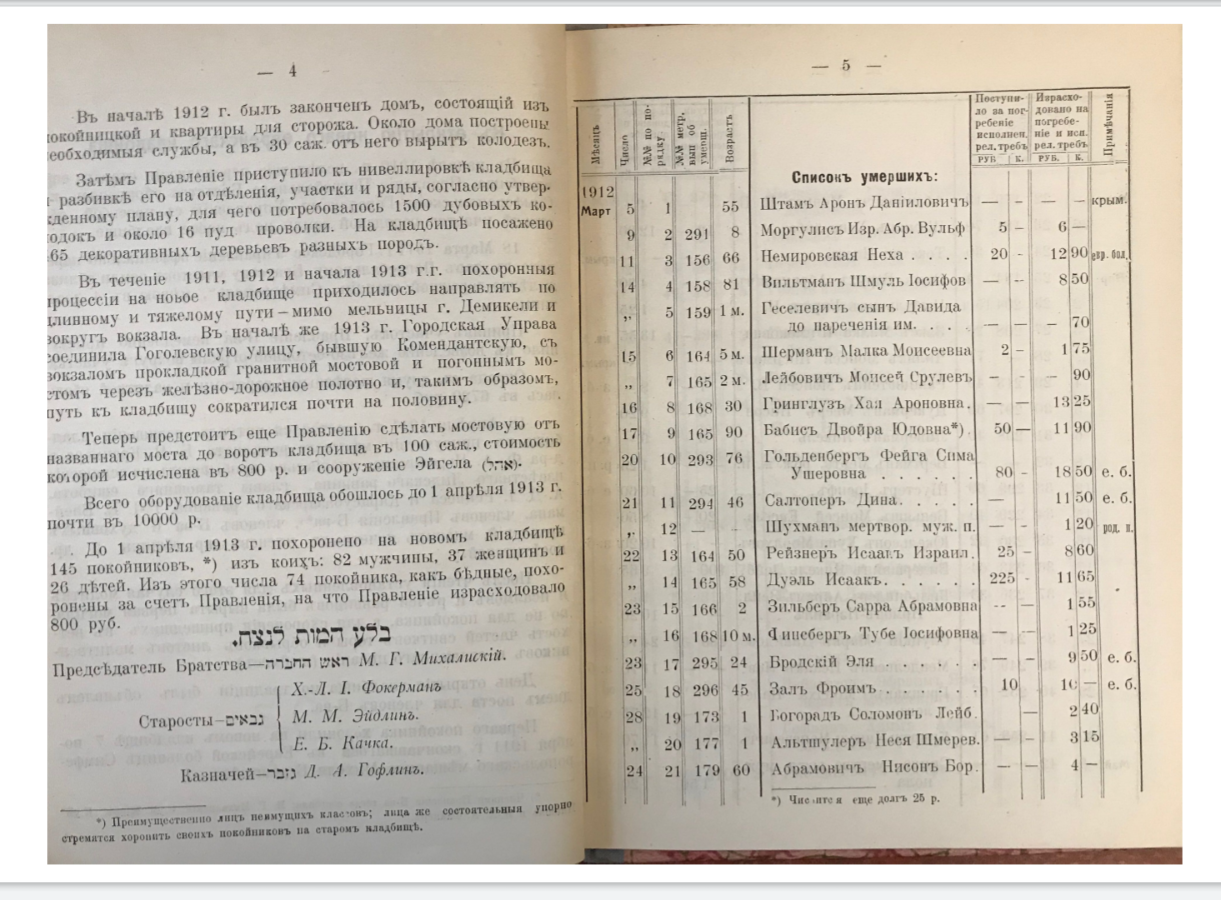 — 4
Въ началѣ 1912 г. былъ законченъ домъ, состоящій изъ
покойницкой и квартиры для сторожа. Около дома построены
необходимыя службы, а въ 30 саж. отъ него вырытъ колодезь.
Затѣмъ Правленіе приступило къ нивеллировкѣ кладбища
разбивкѣ его на отдѣленія, участки и ряды, согласно утвер-
жденному плану, для чего потребовалось 1500 дубовыхъ ко-
лодокъ и около 16 пуд проволки. На кладбищѣ посажено
65 декоративныхъ деревьевъ разныхъ породъ.
Въ теченіе 1911, 1912 и начала 1913 г.г. похоронныя
процессіи на новое кладбище приходилось направлять по
длинному и тяжелому пути – мимо мельницы г. Демикели и
вокругъ вокзала. Въ началѣ же 1913 г. Городская Управа
соединила Гоголевскую улицу, бывшую Комендантскую, съ
вокзаломъ прокладкой гранитной мостовой и погоннымъ мо-
стомъ черезъ желѣзно-дорожное полотно и, такимъ образомъ,
путь къ кладбищу сократился почти на половину.
Теперь предстоитъ еще Правленію сдѣлать мостовую отъ
названнаго моста до воротъ кладбища въ 100 саж., стоимость
которой исчислена въ 800 р. и сооруженіе Эйгела (אהל).
Всего оборудованіе кладбища обошлось до 1 апрѣля 1913 г.
почти въ 10000 р.
До 1 апрѣля 1913 г. похоронено на новомъ кладбищѣ
145 покойниковъ, *) изъ коихъ: 82 мужчины, 37 женщинъ и
26 дѣтей. Изъ этого числа 74 покойника, какъ бѣдные, похо-
ронены за счетъ Правленія, на что Правленіе израсходовало
800 руб.
בלע המות לנצח.
Предсѣдатель Братства—ראש החברה М. Г. Михалискій.
Х.-Л. І. Фокерманъ
Старосты–גבאים М. М. Эйдлинъ.
Е. Б. Качка.
Казначей—גזבר Д. А. Гофлинъ.
*) Преимущественно лицъ неимущихъ классовъ; лица же состоятельныя упорно
стремятся хоронить своихъ покойниковъ на старомъ кладбищѣ.
— 5 —
Мѣсяцъ Число №№ по по-рядку №№ метр. вып объ умерш. Возрастъ Списокъ умершихъ: Поступи-ло за погребеніе исполнен. рел. требъ РУБ К. Израсхо-довано на погребе-ніе и исп. рел. требъ РУБ. К. Примѣчанія
1912
Март 5 1 55 Штамъ Аронъ Даніиловичъ — – — – крым.
9 2 291 8 Моргулисъ Изр. Абр. Вульф 5 – 6 —
11 3 156 66 Немировская Неха . . . . 20 - 12 90 евр. бол.
14 4 158 81 Вильтманъ Шмуль Іосифов — -- 8 50
„ 5 159 1 м. Геселевичъ сынъ Давида
до нареченія им. . . . — — — 70
15 6 164 5 м. Шерманъ Малка Моисеевна 2 – 1 75
„ 7 165 2 м. Лейбовичъ Моисей Срулевъ — - — 90
16 8 168 30 Гринглузъ Хая Ароновна. — — 13 25
17 9 165 90 Бабисъ Двойра Юдовна*). 50 — 11 90
20 10 293 76 Гольденбергъ Фейга Сима
Ушеровна . . . . . . 80 - 18 50 е. б.
21 11 294 46 Салтоперъ Дина. . . . . — 11 50 е. б.
„ 12 — – Шухманъ мертвор. муж. п. — — 1 20 род. п.
22 13 164 50 Рейзнеръ Исаакъ Израил. 25 - 8 60
„ 14 165 58 Дуэль Исаакъ. . . . . . 225 - 11 65
23 15 166 2 Зильберъ Сарра Абрамовна -- — 1 55
„ 16 168 10 м. Гинсбергъ Тубе Іосифовна — — 1 25
23 17 295 24 Бродскій Эля . . . . . . — — 9 50 е. б.
25 18 296 45 Залъ Фроимъ . . . . . . 10 10 — е. б.
28 19 173 1 Богорадъ Соломонъ Лейб. — 2 40
„ 20 177 1 Альтшулеръ Неся Шмерев. — — 3 15
24 21 179 60 Абрамовичъ Нисонъ Бор. — — 4 —
*) Числится еще долгъ 25 р.